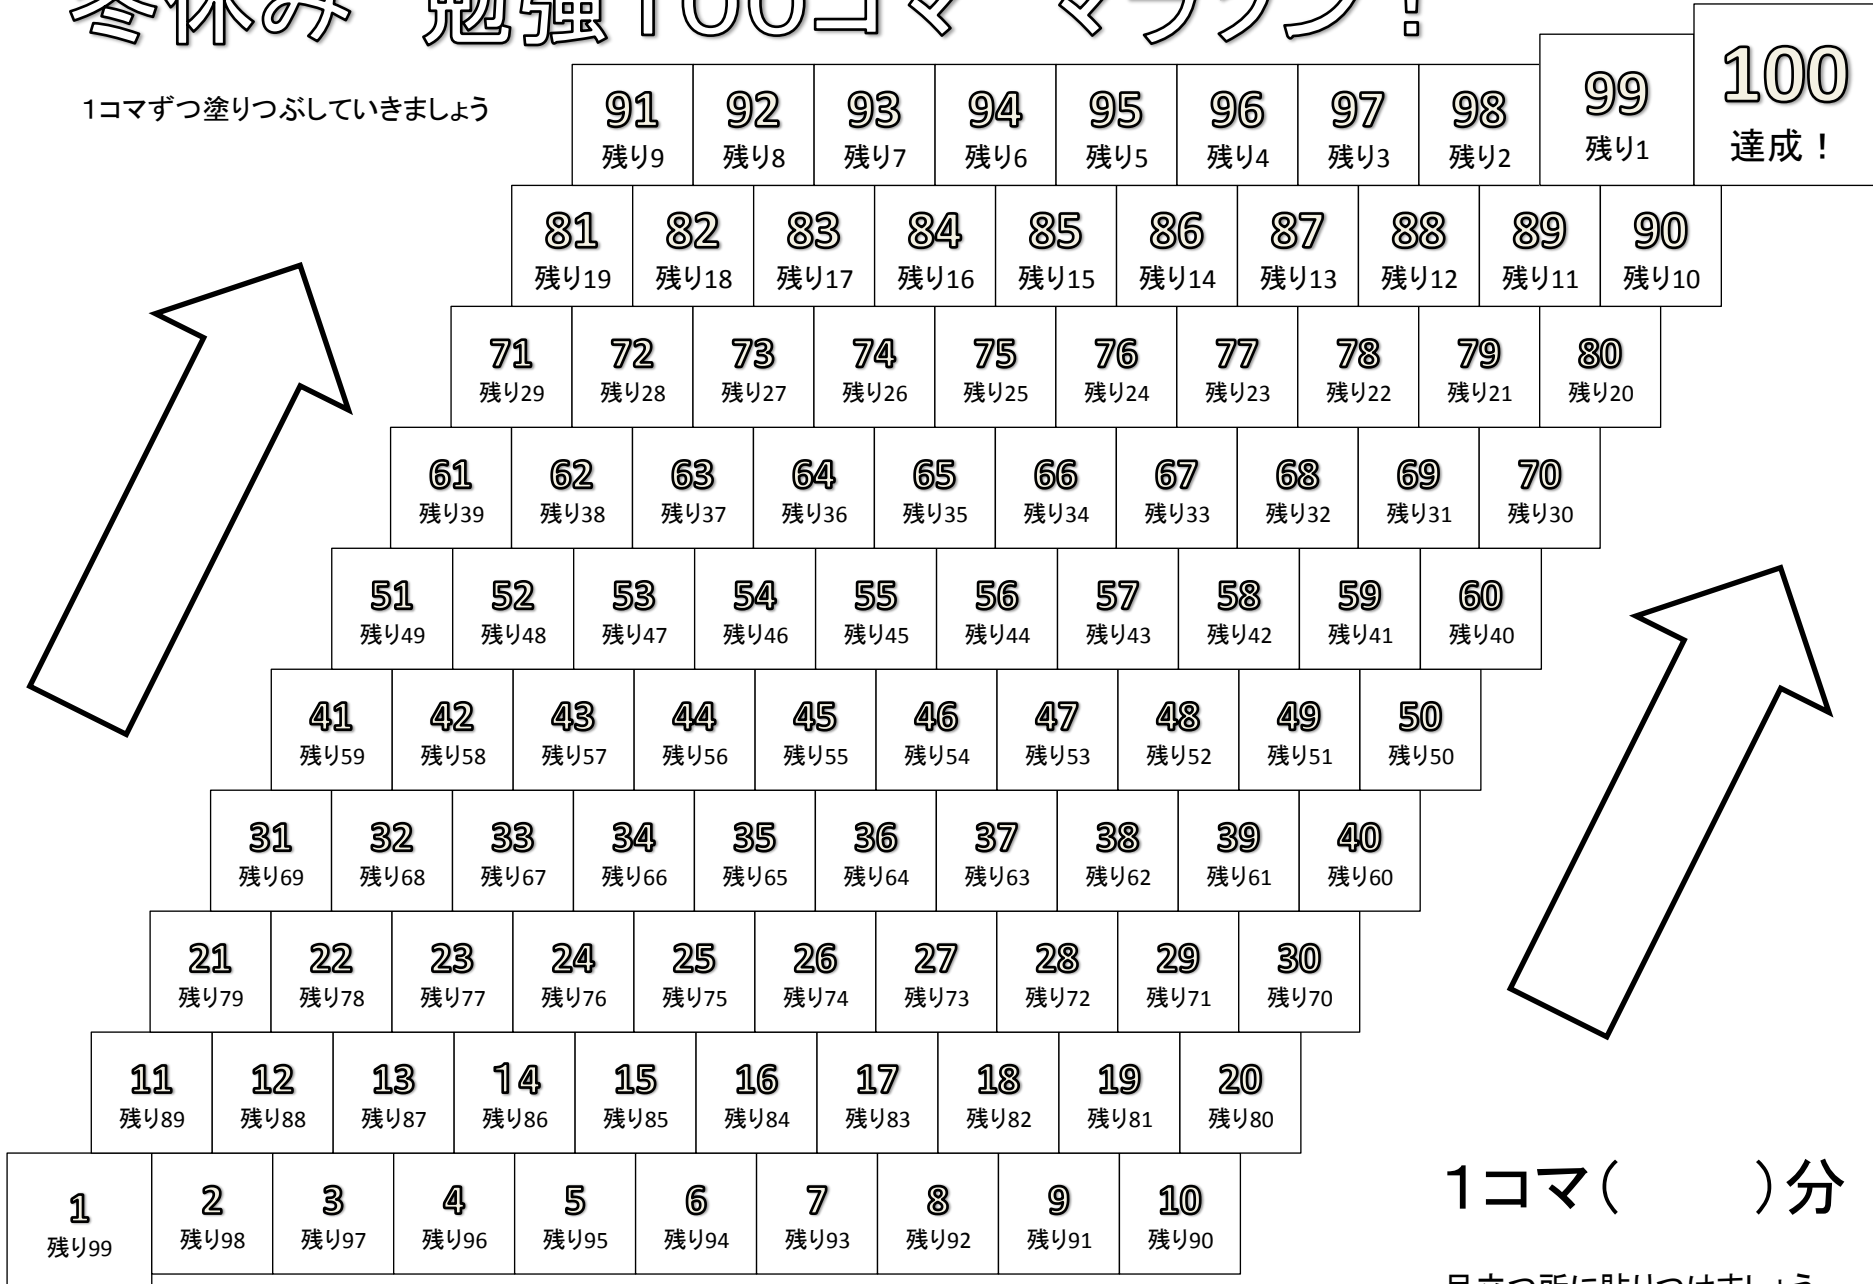 冬休み 勉強100コマ マラソン！
1コマずつ塗りつぶしていきましょう
91 92 93 94 95 96 97 98 99 100
残り9 残り8 残り7 残り6 残り5 残り4 残り3 残り2 残り1 達成！
81 82 83 84 85 86 87 88 89 90
残り19 残り18 残り17 残り16 残り15 残り14 残り13 残り12 残り11 残り10
71 72 73 74 75 76 77 78 79 80
残り29 残り28 残り27 残り26 残り25 残り24 残り23 残り22 残り21 残り20
61 62 63 64 65 66 67 68 69 70
残り39 残り38 残り37 残り36 残り35 残り34 残り33 残り32 残り31 残り30
51 52 53 54 55 56 57 58 59 60
残り49 残り48 残り47 残り46 残り45 残り44 残り43 残り42 残り41 残り40
41 42 43 44 45 46 47 48 49 50
残り59 残り58 残り57 残り56 残り55 残り54 残り53 残り52 残り51 残り50
31 32 33 34 35 36 37 38 39 40
残り69 残り68 残り67 残り66 残り65 残り64 残り63 残り62 残り61 残り60
21 22 23 24 25 26 27 28 29 30
残り79 残り78 残り77 残り76 残り75 残り74 残り73 残り72 残り71 残り70
11 12 13 14 15 16 17 18 19 20
残り89 残り88 残り87 残り86 残り85 残り84 残り83 残り82 残り81 残り80
1 2 3 4 5 6 7 8 9 10
残り99 残り98 残り97 残り96 残り95 残り94 残り93 残り92 残り91 残り90
1コマ(　　)分
目立つ所に貼りつけましょう